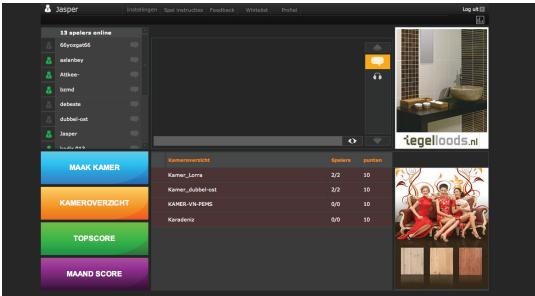 Jasper
Instellingen Spel instructies Feedback Whitelist Profiel
Log uit
13 spelers online
66yozgat66
aslanbey
Attkee-
bzmd
debeste
dubbel-ost
Jasper
MAAK KAMER
KAMEROVERZICHT
TOPSCORE
MAAND SCORE
Kameroverzicht Spelers punten
Kamer_Lorra 2/2 10
Kamer_dubbel-ost 2/2 10
KAMER-VN-PEMS 0/0 10
Karadeniz 0/0 10
tegelloods.nl